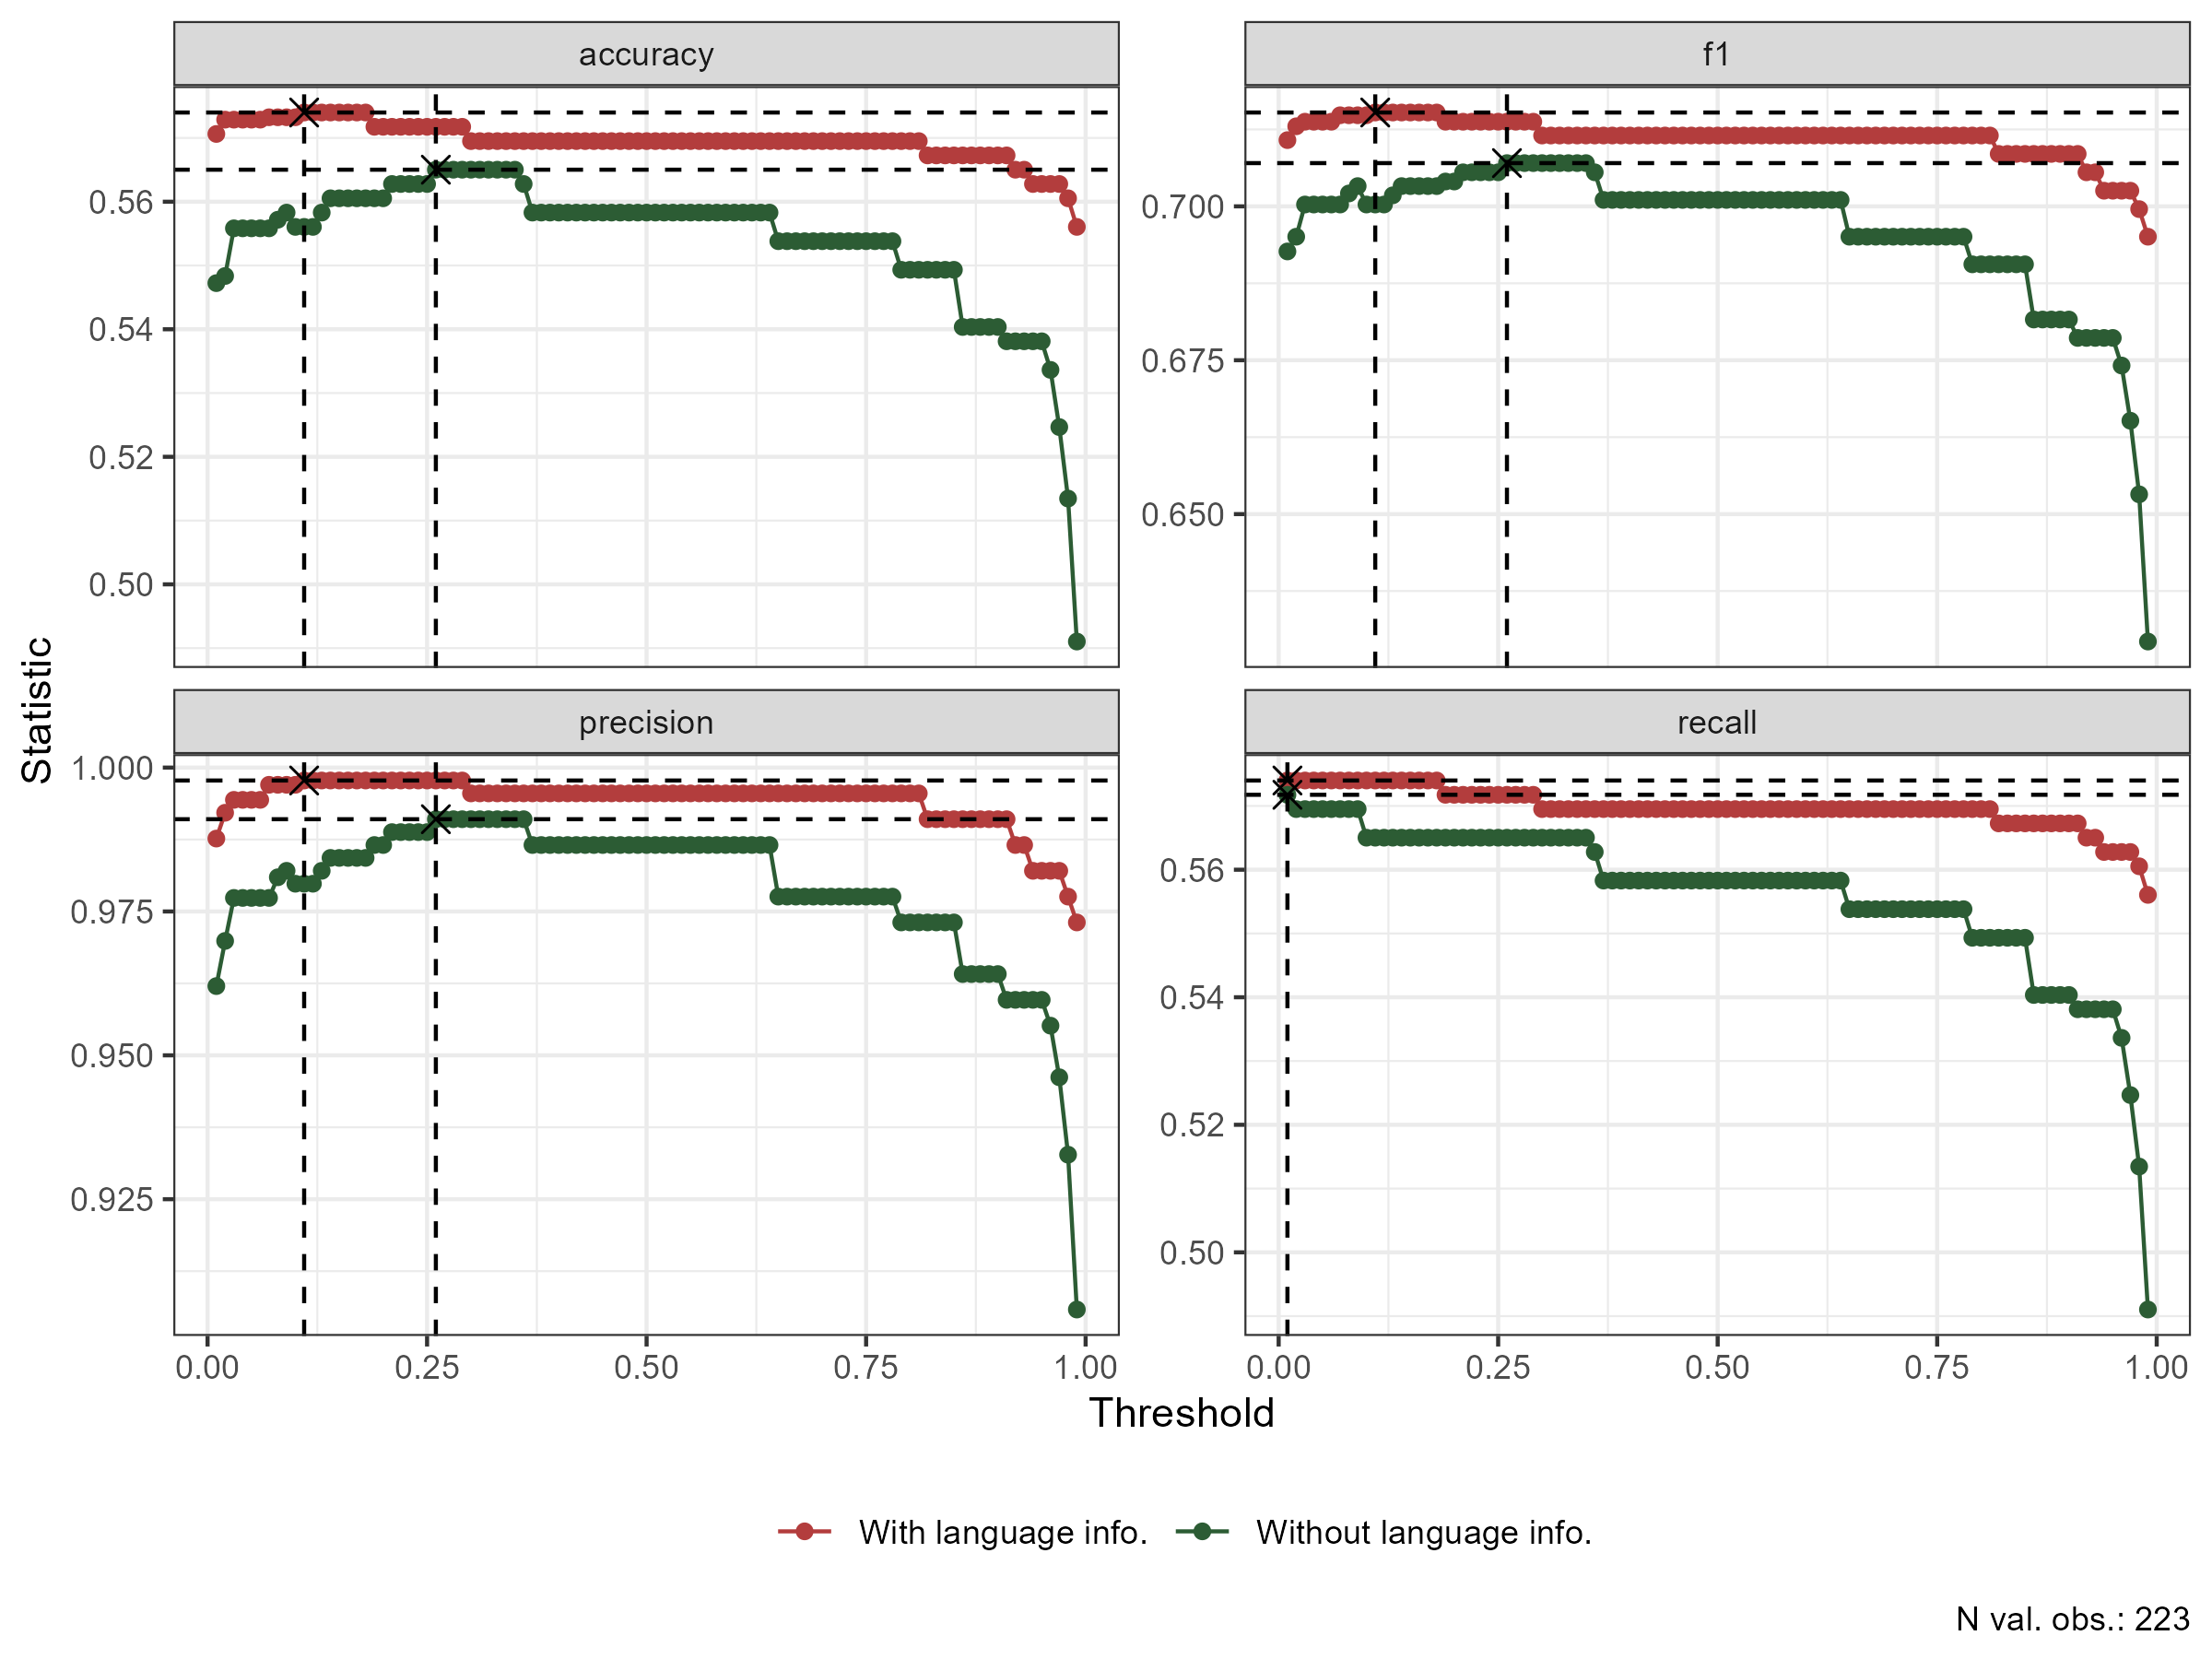 accuracy
f1
0.56
0.54
0.52
0.50
0.700
0.675
0.650
Statistic
precision
recall
1.000
0.975
0.950
0.925
0.56
0.54
0.52
0.50
0.00 0.25 0.50 0.75 1.00
0.00 0.25 0.50 0.75 1.00
Threshold
With language info. Without language info.
N val. obs.: 223